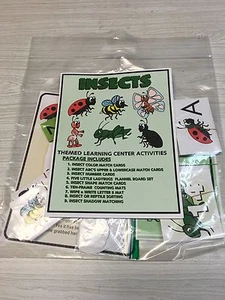 INSECTS
THEMED LEARNING CENTER ACTIVITIES
PACKAGE INCLUDES
1. INSECT COLOR MATCH CARDS
2. INSECT ABC'S UPPER & LOWERCASE MATCH CARDS
3. INSECT NUMBER CARDS
4. FIVE LITTLE LADYBUGS FLANNEL BOARD SET
5. INSECT SHAPE MATCH CARDS
6. TEN-FRAME COUNTING MATS
7. WIPE & WRITE LETTER & MAT
8. INSECT OR REPTILE SORTING
9. INSECT SHADOW MATCHING
A